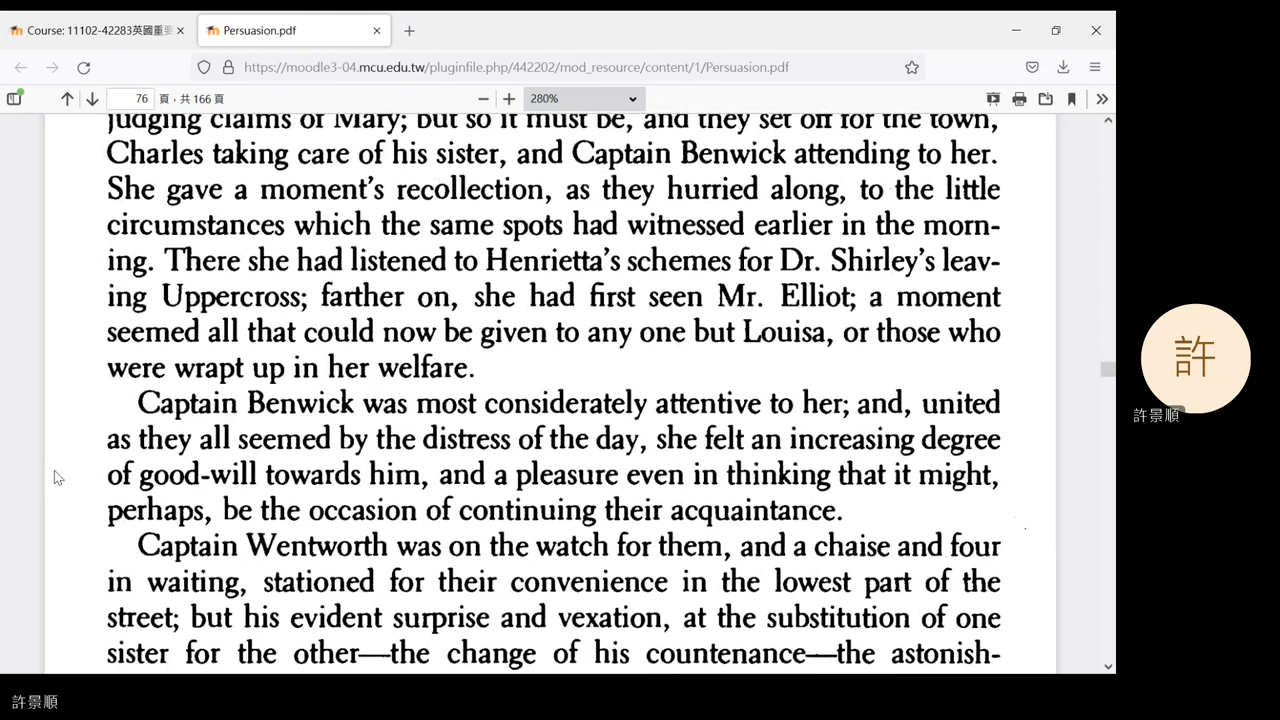 Course: 11102-42283英國重要
Persuasion.pdf
https://moodle3-04.mcu.edu.tw/pluginfile.php/442202/mod_resource/content/1/Persuasion.pdf
76 頁，共 166 頁
280%
judging claims of Mary; but so it must be, and they set off for the town,
Charles taking care of his sister, and Captain Benwick attending to her.
She gave a moment's recollection, as they hurried along, to the little
circumstances which the same spots had witnessed earlier in the morn-
ing. There she had listened to Henrietta's schemes for Dr. Shirley's leav-
ing Uppercross; farther on, she had first seen Mr. Elliot; a moment
seemed all that could now be given to any one but Louisa, or those who
were wrapt up in her welfare.
Captain Benwick was most considerately attentive to her; and, united
as they all seemed by the distress of the day, she felt an increasing degree
of good-will towards him, and a pleasure even in thinking that it might,
perhaps, be the occasion of continuing their acquaintance.
Captain Wentworth was on the watch for them, and a chaise and four
in waiting, stationed for their convenience in the lowest part of the
street; but his evident surprise and vexation, at the substitution of one
sister for the other—the change of his countenance—the astonish-
許
許景順
許景順